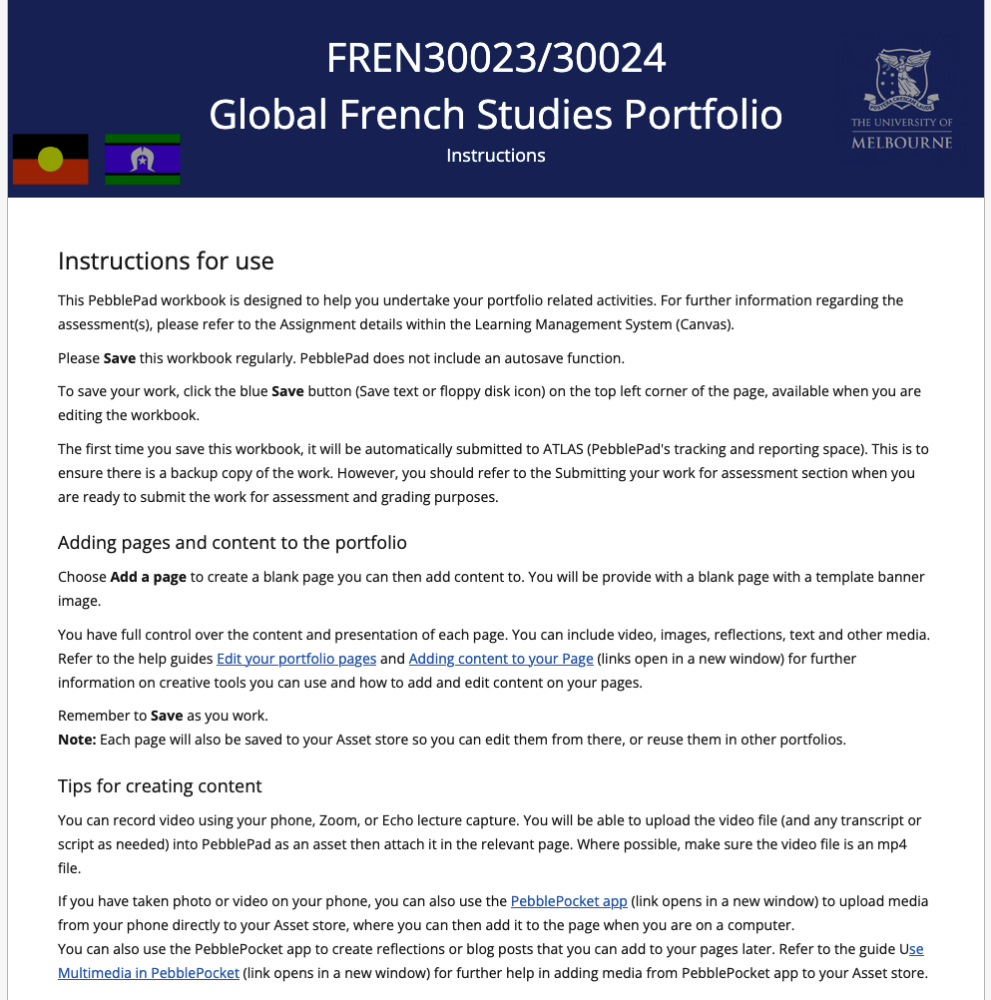 FREN30023/30024
Global French Studies Portfolio
Instructions
POSTERA CRESCAM LAUDE
THE UNIVERSITY OF
MELBOURNE
Instructions for use
This PebblePad workbook is designed to help you undertake your portfolio related activities. For further information regarding the
assessment(s), please refer to the Assignment details within the Learning Management System (Canvas).
Please Save this workbook regularly. PebblePad does not include an autosave function.
To save your work, click the blue Save button (Save text or floppy disk icon) on the top left corner of the page, available when you are
editing the workbook.
The first time you save this workbook, it will be automatically submitted to ATLAS (PebblePad's tracking and reporting space). This is to
ensure there is a backup copy of the work. However, you should refer to the Submitting your work for assessment section when you
are ready to submit the work for assessment and grading purposes.
Adding pages and content to the portfolio
Choose Add a page to create a blank page you can then add content to. You will be provide with a blank page with a template banner
image.
You have full control over the content and presentation of each page. You can include video, images, reflections, text and other media.
Refer to the help guides Edit your portfolio pages and Adding content to your Page (links open in a new window) for further
information on creative tools you can use and how to add and edit content on your pages.
Remember to Save as you work.
Note: Each page will also be saved to your Asset store so you can edit them from there, or reuse them in other portfolios.
Tips for creating content
You can record video using your phone, Zoom, or Echo lecture capture. You will be able to upload the video file (and any transcript or
script as needed) into PebblePad as an asset then attach it in the relevant page. Where possible, make sure the video file is an mp4
file.
If you have taken photo or video on your phone, you can also use the PebblePocket app (link opens in a new window) to upload media
from your phone directly to your Asset store, where you can then add it to the page when you are on a computer.
You can also use the PebblePocket app to create reflections or blog posts that you can add to your pages later. Refer to the guide Use
Multimedia in PebblePocket (link opens in a new window) for further help in adding media from PebblePocket app to your Asset store.